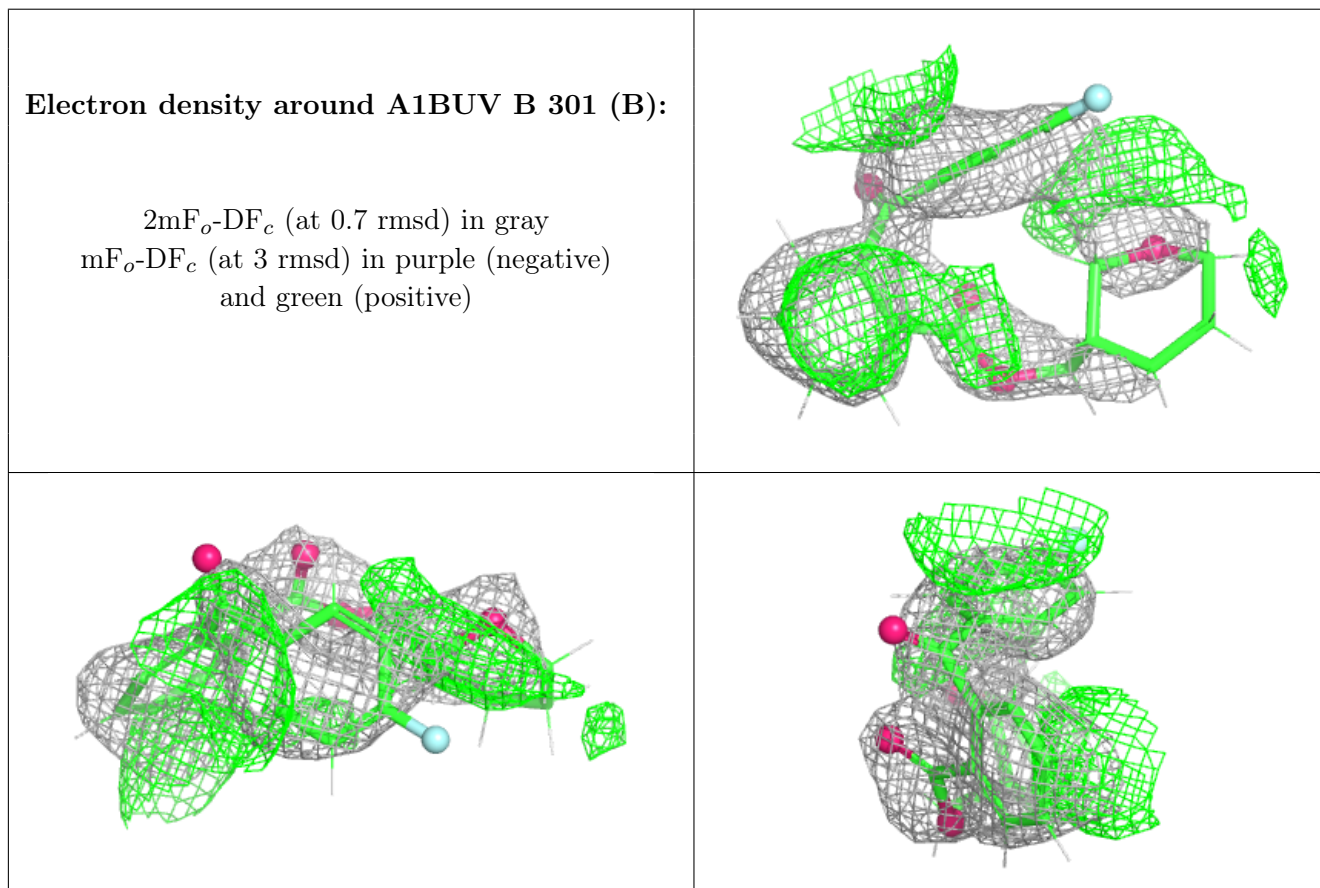 Electron density around A1BUV B 301 (B):
2mFₒ-DF𝒸 (at 0.7 rmsd) in gray
mFₒ-DF𝒸 (at 3 rmsd) in purple (negative)
and green (positive)